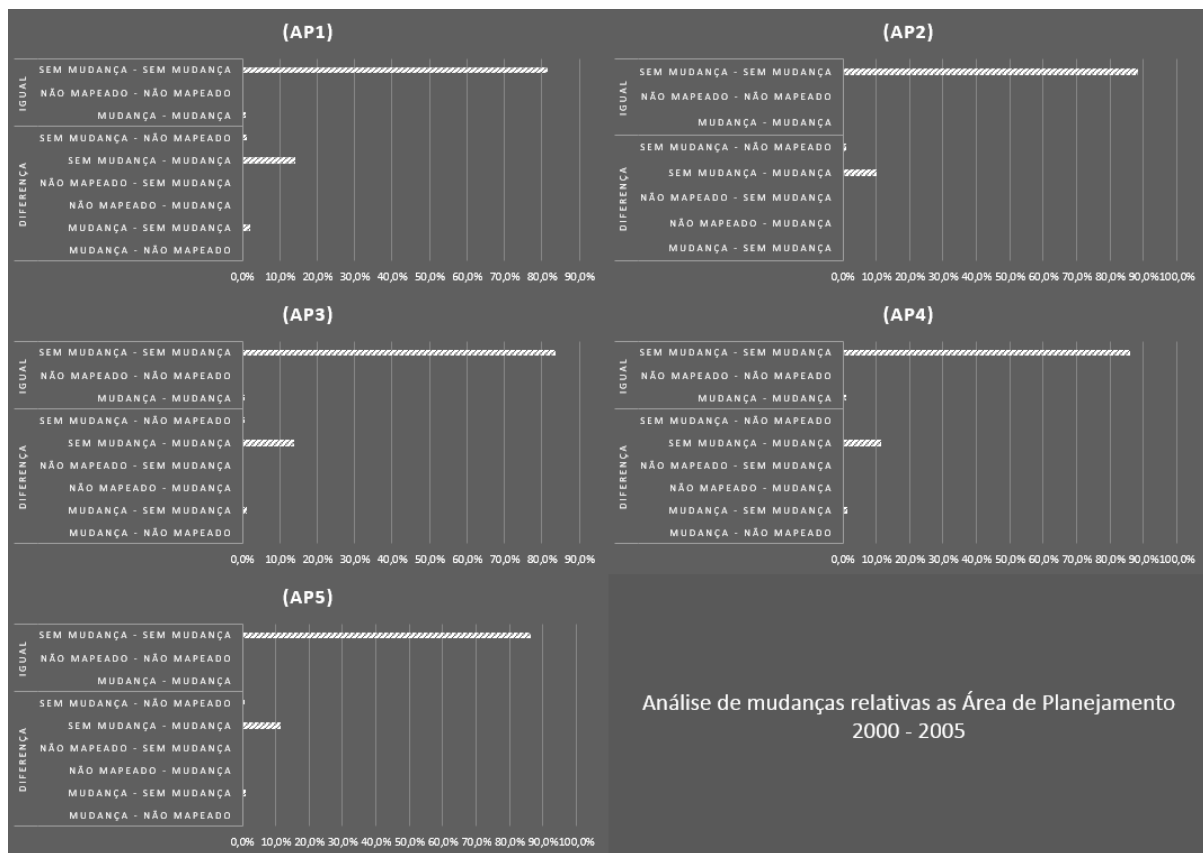 (AP1)
IGUAL
SEM MUDANÇA - SEM MUDANÇA
NÃO MAPEADO - NÃO MAPEADO
MUDANÇA - MUDANÇA
DIFERENÇA
SEM MUDANÇA - NÃO MAPEADO
SEM MUDANÇA - MUDANÇA
NÃO MAPEADO - SEM MUDANÇA
NÃO MAPEADO - MUDANÇA
MUDANÇA - SEM MUDANÇA
MUDANÇA - NÃO MAPEADO
0,0% 10,0% 20,0% 30,0% 40,0% 50,0% 60,0% 70,0% 80,0% 90,0%
(AP2)
IGUAL
SEM MUDANÇA - SEM MUDANÇA
NÃO MAPEADO - NÃO MAPEADO
MUDANÇA - MUDANÇA
DIFERENÇA
SEM MUDANÇA - NÃO MAPEADO
SEM MUDANÇA - MUDANÇA
NÃO MAPEADO - SEM MUDANÇA
NÃO MAPEADO - MUDANÇA
MUDANÇA - SEM MUDANÇA
0,0% 10,0% 20,0% 30,0% 40,0% 50,0% 60,0% 70,0% 80,0% 90,0% 100,0%
(AP3)
IGUAL
SEM MUDANÇA - SEM MUDANÇA
NÃO MAPEADO - NÃO MAPEADO
MUDANÇA - MUDANÇA
DIFERENÇA
SEM MUDANÇA - NÃO MAPEADO
SEM MUDANÇA - MUDANÇA
NÃO MAPEADO - SEM MUDANÇA
NÃO MAPEADO - MUDANÇA
MUDANÇA - SEM MUDANÇA
MUDANÇA - NÃO MAPEADO
0,0% 10,0% 20,0% 30,0% 40,0% 50,0% 60,0% 70,0% 80,0% 90,0%
(AP4)
IGUAL
SEM MUDANÇA - SEM MUDANÇA
NÃO MAPEADO - NÃO MAPEADO
MUDANÇA - MUDANÇA
DIFERENÇA
SEM MUDANÇA - NÃO MAPEADO
SEM MUDANÇA - MUDANÇA
NÃO MAPEADO - SEM MUDANÇA
NÃO MAPEADO - MUDANÇA
MUDANÇA - SEM MUDANÇA
MUDANÇA - NÃO MAPEADO
0,0% 10,0% 20,0% 30,0% 40,0% 50,0% 60,0% 70,0% 80,0% 90,0% 100,0%
(AP5)
IGUAL
SEM MUDANÇA - SEM MUDANÇA
NÃO MAPEADO - NÃO MAPEADO
MUDANÇA - MUDANÇA
DIFERENÇA
SEM MUDANÇA - NÃO MAPEADO
SEM MUDANÇA - MUDANÇA
NÃO MAPEADO - SEM MUDANÇA
NÃO MAPEADO - MUDANÇA
MUDANÇA - SEM MUDANÇA
MUDANÇA - NÃO MAPEADO
0,0% 10,0% 20,0% 30,0% 40,0% 50,0% 60,0% 70,0% 80,0% 90,0% 100,0%
Análise de mudanças relativas as Área de Planejamento
2000 - 2005